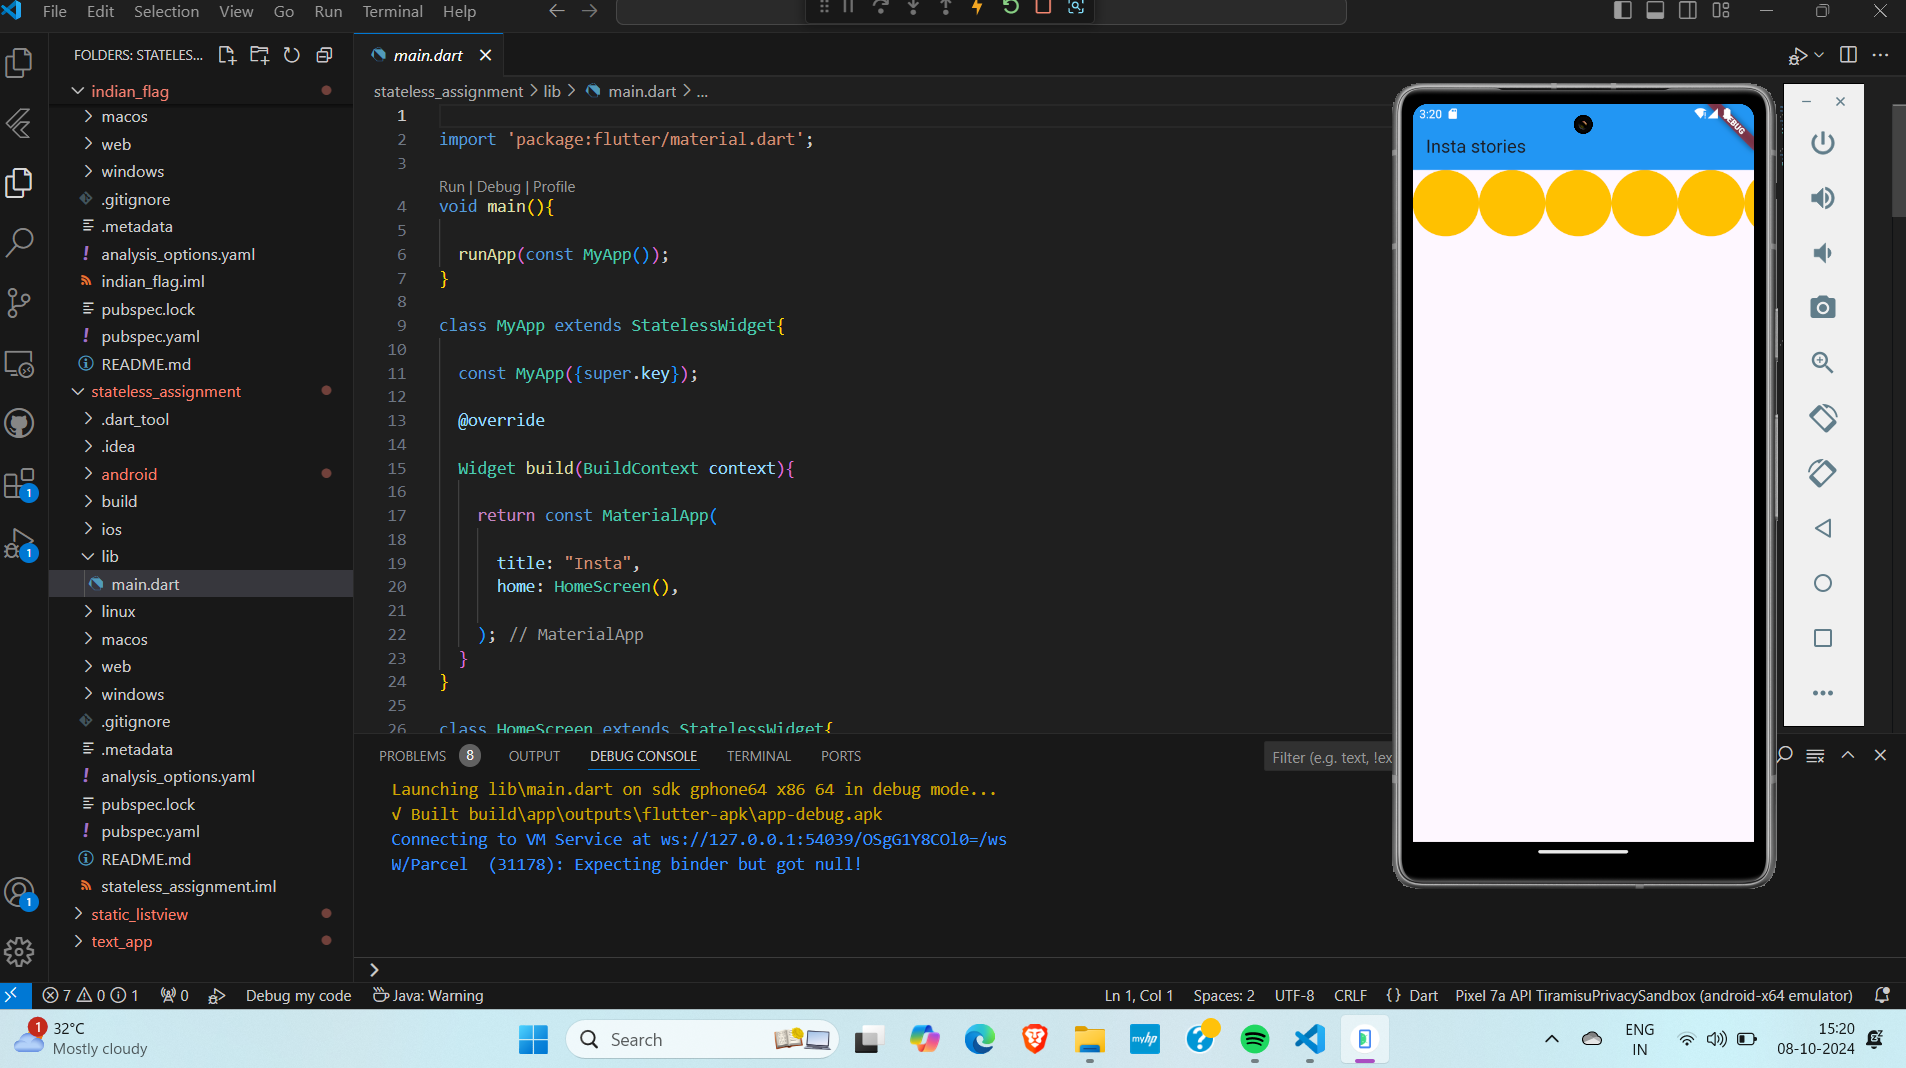 File Edit Selection View Go Run Terminal Help
FOLDERS: STATELES...
indian_flag
macos
web
windows
.gitignore
.metadata
analysis_options.yaml
indian_flag.iml
pubspec.lock
pubspec.yaml
README.md
stateless_assignment
.dart_tool
.idea
android
build
ios
lib
main.dart
linux
macos
web
windows
.gitignore
.metadata
analysis_options.yaml
pubspec.lock
pubspec.yaml
README.md
stateless_assignment.iml
static_listview
text_app
1
1
1
main.dart
stateless_assignment > lib > main.dart > ...
1
2 import 'package:flutter/material.dart';
3
Run | Debug | Profile
4 void main(){
5
6 runApp(const MyApp());
7 }
8
9 class MyApp extends StatelessWidget{
10
11 const MyApp({super.key});
12
13 @override
14
15 Widget build(BuildContext context){
16
17 return const MaterialApp(
18
19 title: "Insta",
20 home: HomeScreen(),
21
22 ); // MaterialApp
23 }
24 }
25
26 class HomeScreen extends StatelessWidget{
3:20
DEBUG
Insta stories
PROBLEMS 8 OUTPUT DEBUG CONSOLE TERMINAL PORTS
Filter (e.g. text, !ex
Launching lib\main.dart on sdk gphone64 x86 64 in debug mode...
√ Built build\app\outputs\flutter-apk\app-debug.apk
Connecting to VM Service at ws://127.0.0.1:54039/OSgG1Y8COl0=/ws
W/Parcel (31178): Expecting binder but got null!
7 0 1 0 Debug my code Java: Warning
Ln 1, Col 1 Spaces: 2 UTF-8 CRLF {} Dart Pixel 7a API TiramisuPrivacySandbox (android-x64 emulator)
1
32°C
Mostly cloudy
Search
myhp
ENG
IN
15:20
08-10-2024